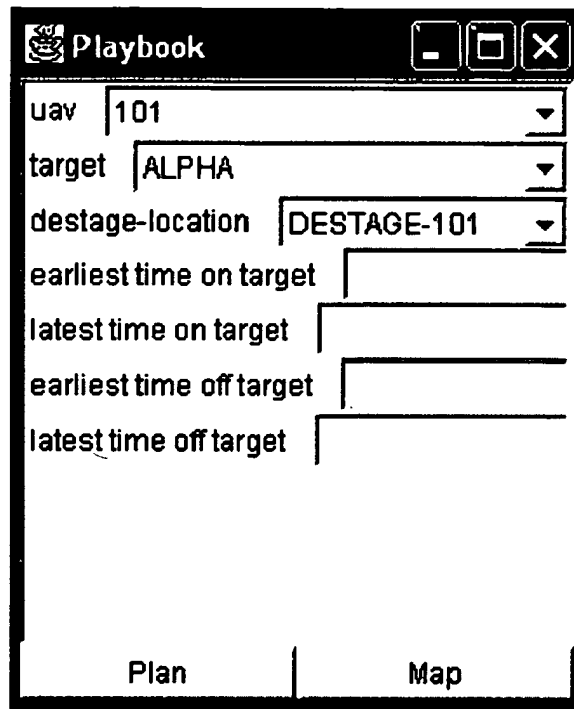 Playbook
uav 101
target ALPHA
destage-location DESTAGE-101
earliest time on target
latest time on target
earliest time off target
latest time off target
Plan Map